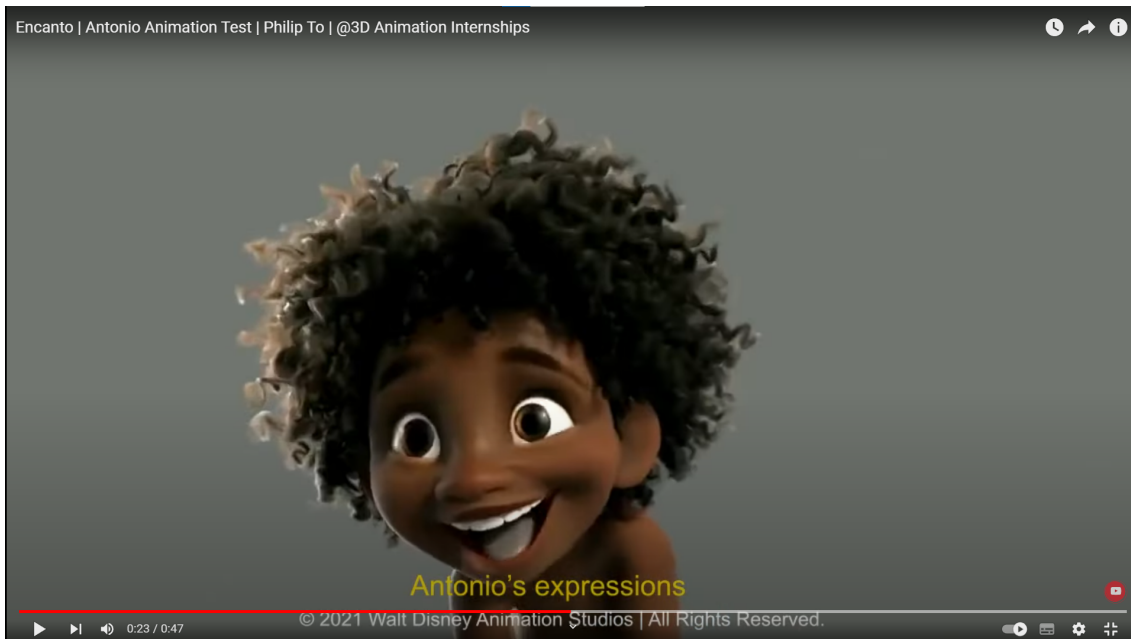 Encanto | Antonio Animation Test | Philip To | @3D Animation Internships
Antonio's expressions
© 2021 Walt Disney Animation Studios | All Rights Reserved.
0:23 / 0:47